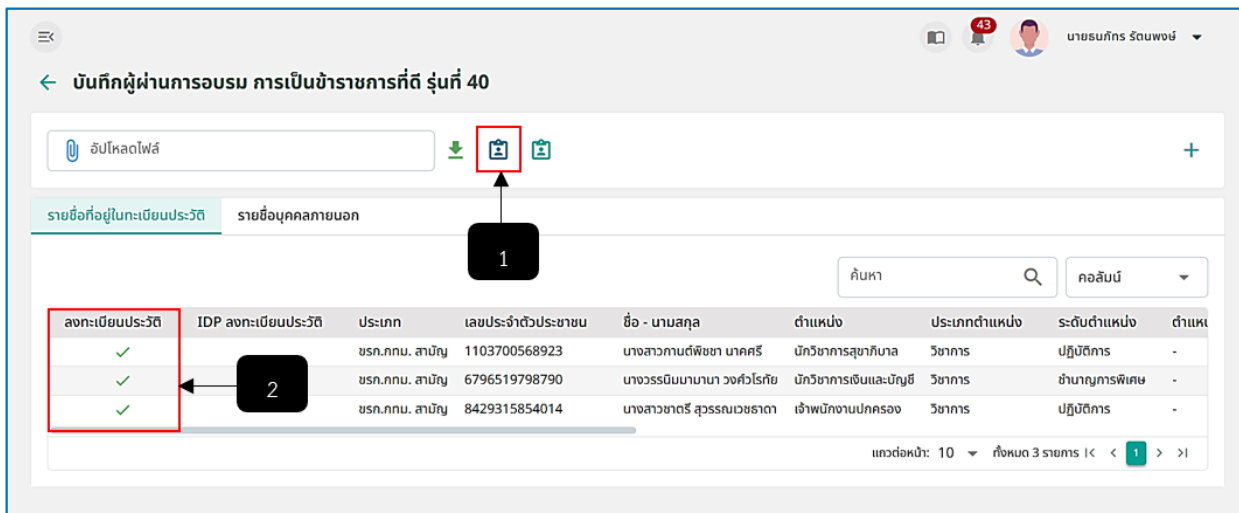 43
นายธนภัทร รัตนพงษ์
บันทึกผู้ผ่านการอบรม การเป็นข้าราชการที่ดี รุ่นที่ 40
อัปโหลดไฟล์
1
รายชื่อที่อยู่ในทะเบียนประวัติ รายชื่อบุคคลภายนอก
ค้นหา คอลัมน์
ลงทะเบียนประวัติ IDP ลงทะเบียนประวัติ ประเภท เลขประจำตัวประชาชน ชื่อ - นามสกุล ตำแหน่ง ประเภทตำแหน่ง ระดับตำแหน่ง ตำแห
ขรก.กทม. สามัญ 1103700568923 นางสาวกานต์พิชชา นาคศรี นักวิชาการสุขาภิบาล วิชาการ ปฏิบัติการ -
2 ขรก.กทม. สามัญ 6796519798790 นางวรรนิมมามานา วงศ์วโรทัย นักวิชาการเงินและบัญชี วิชาการ ชำนาญการพิเศษ -
ขรก.กทม. สามัญ 8429315854014 นางสาวชาตรี สุวรรณเวชธาดา เจ้าพนักงานปกครอง วิชาการ ปฏิบัติการ -
แถวต่อหน้า: 10 ทั้งหมด 3 รายการ |< < 1 > >|